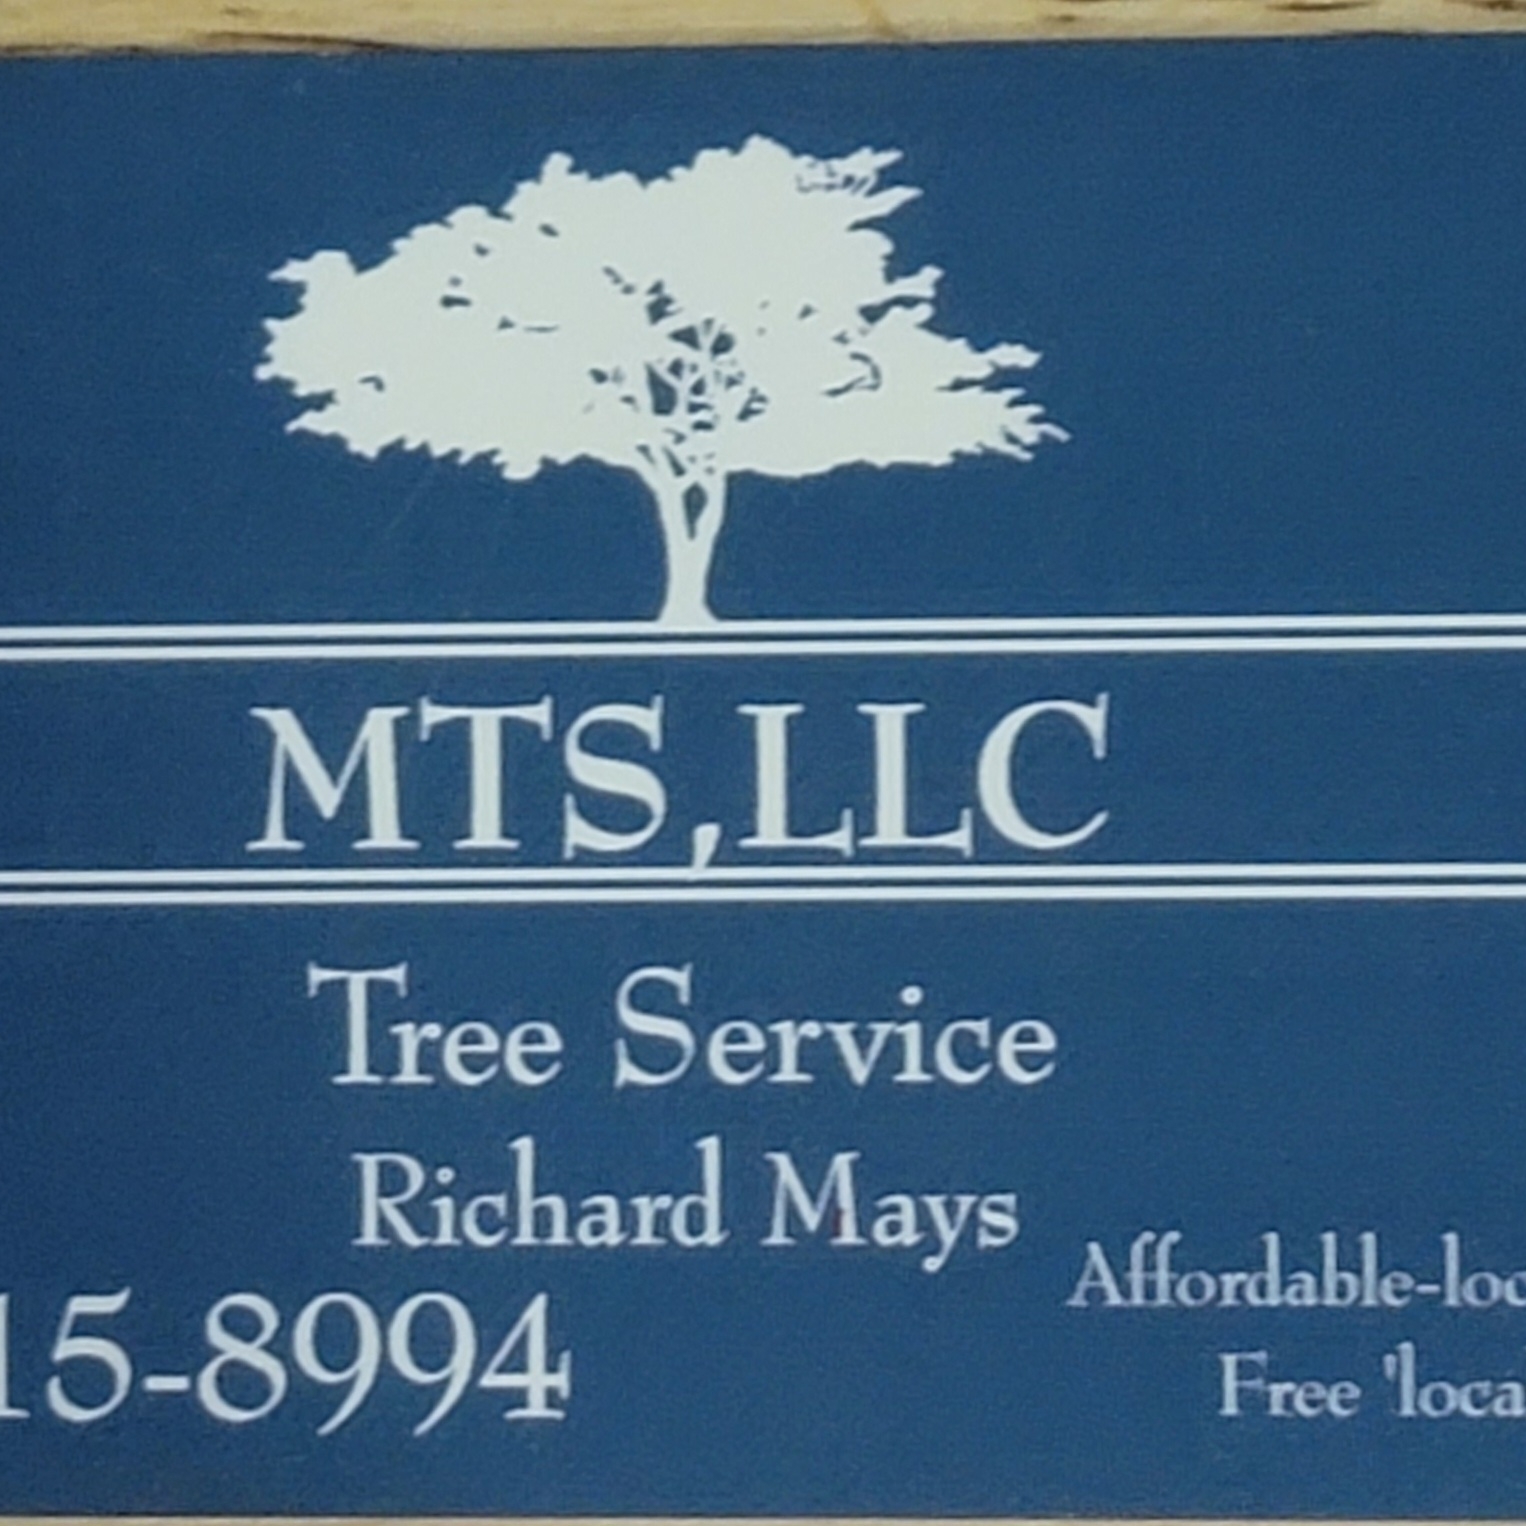 MTS,LLC
Tree Service
Richard Mays
15-8994
Affordable-loc
Free 'loca